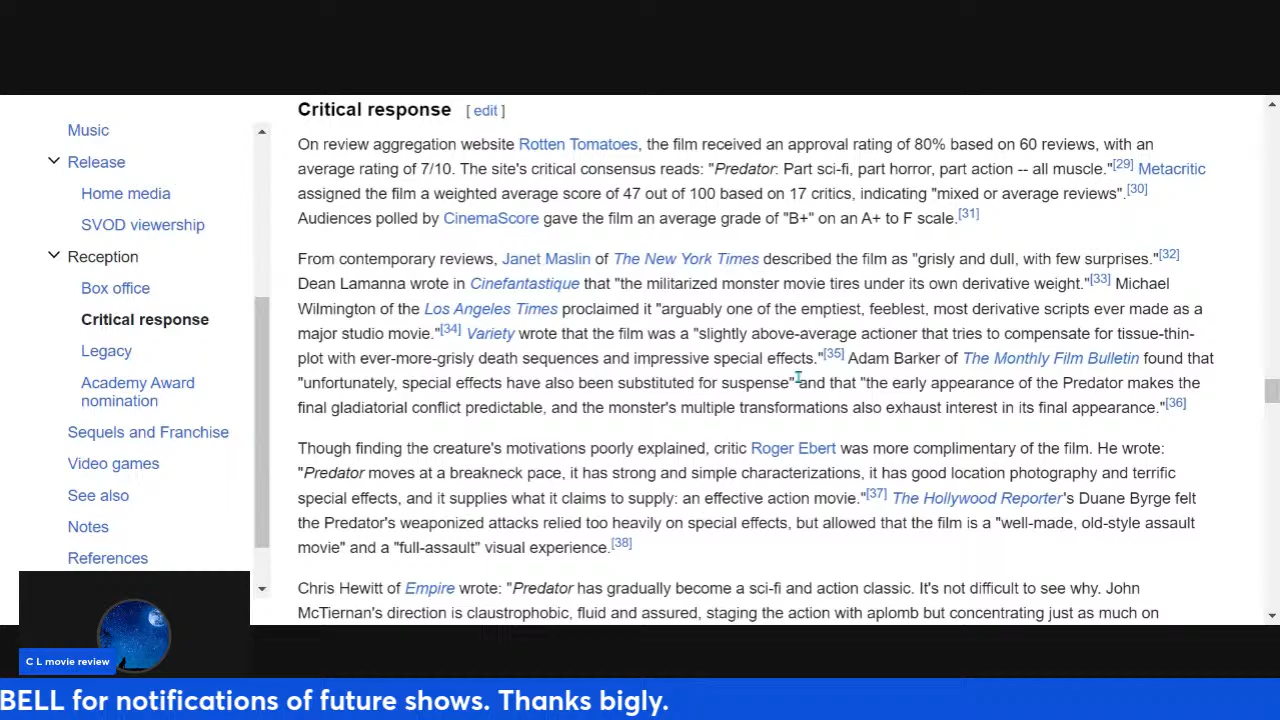 Music
Release
Home media
SVOD viewership
Reception
Box office
Critical response
Legacy
Academy Award
nomination
Sequels and Franchise
Video games
See also
Notes
References
Critical response [ edit ]
On review aggregation website Rotten Tomatoes, the film received an approval rating of 80% based on 60 reviews, with an
average rating of 7/10. The site's critical consensus reads: "Predator: Part sci-fi, part horror, part action -- all muscle."[29] Metacritic
assigned the film a weighted average score of 47 out of 100 based on 17 critics, indicating "mixed or average reviews".[30]
Audiences polled by CinemaScore gave the film an average grade of "B+" on an A+ to F scale.[31]
From contemporary reviews, Janet Maslin of The New York Times described the film as "grisly and dull, with few surprises."[32]
Dean Lamanna wrote in Cinefantastique that "the militarized monster movie tires under its own derivative weight."[33] Michael
Wilmington of the Los Angeles Times proclaimed it "arguably one of the emptiest, feeblest, most derivative scripts ever made as a
major studio movie."[34] Variety wrote that the film was a "slightly above-average actioner that tries to compensate for tissue-thin-
plot with ever-more-grisly death sequences and impressive special effects."[35] Adam Barker of The Monthly Film Bulletin found that
"unfortunately, special effects have also been substituted for suspense" and that "the early appearance of the Predator makes the
final gladiatorial conflict predictable, and the monster's multiple transformations also exhaust interest in its final appearance."[36]
Though finding the creature's motivations poorly explained, critic Roger Ebert was more complimentary of the film. He wrote:
"Predator moves at a breakneck pace, it has strong and simple characterizations, it has good location photography and terrific
special effects, and it supplies what it claims to supply: an effective action movie."[37] The Hollywood Reporter's Duane Byrge felt
the Predator's weaponized attacks relied too heavily on special effects, but allowed that the film is a "well-made, old-style assault
movie" and a "full-assault" visual experience.[38]
Chris Hewitt of Empire wrote: "Predator has gradually become a sci-fi and action classic. It's not difficult to see why. John
McTiernan's direction is claustrophobic, fluid and assured, staging the action with aplomb but concentrating just as much on
C L movie review
BELL for notifications of future shows. Thanks bigly.